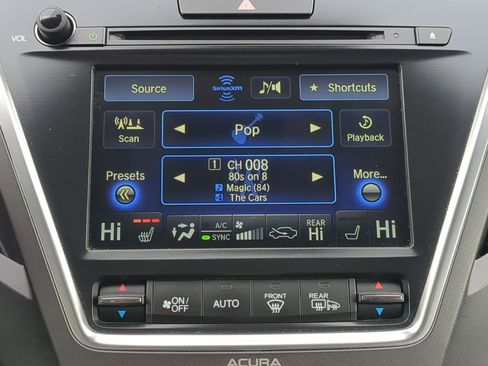 VOL
Source
SiriusXM
★ Shortcuts
Scan
Pop
Playback
Presets
1 CH 008
80s on 8
Magic (84)
The Cars
More...
Hi
A/C
SYNC
REAR
Hi
Hi
ON/
OFF
AUTO
FRONT
REAR
ACURA